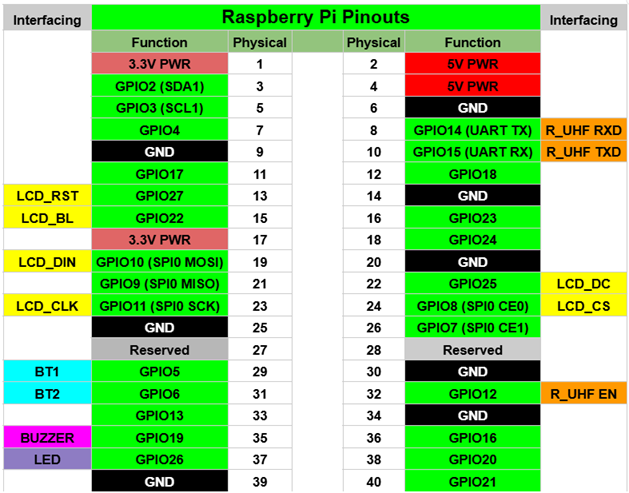 Interfacing Raspberry Pi Pinouts Interfacing
Function Physical Physical Function
3.3V PWR 1 2 5V PWR
GPIO2 (SDA1) 3 4 5V PWR
GPIO3 (SCL1) 5 6 GND
GPIO4 7 8 GPIO14 (UART TX) R_UHF RXD
GND 9 10 GPIO15 (UART RX) R_UHF TXD
GPIO17 11 12 GPIO18
LCD_RST GPIO27 13 14 GND
LCD_BL GPIO22 15 16 GPIO23
3.3V PWR 17 18 GPIO24
LCD_DIN GPIO10 (SPI0 MOSI) 19 20 GND
GPIO9 (SPI0 MISO) 21 22 GPIO25 LCD_DC
LCD_CLK GPIO11 (SPI0 SCK) 23 24 GPIO8 (SPI0 CE0) LCD_CS
GND 25 26 GPIO7 (SPI0 CE1)
Reserved 27 28 Reserved
BT1 GPIO5 29 30 GND
BT2 GPIO6 31 32 GPIO12 R_UHF EN
GPIO13 33 34 GND
BUZZER GPIO19 35 36 GPIO16
LED GPIO26 37 38 GPIO20
GND 39 40 GPIO21